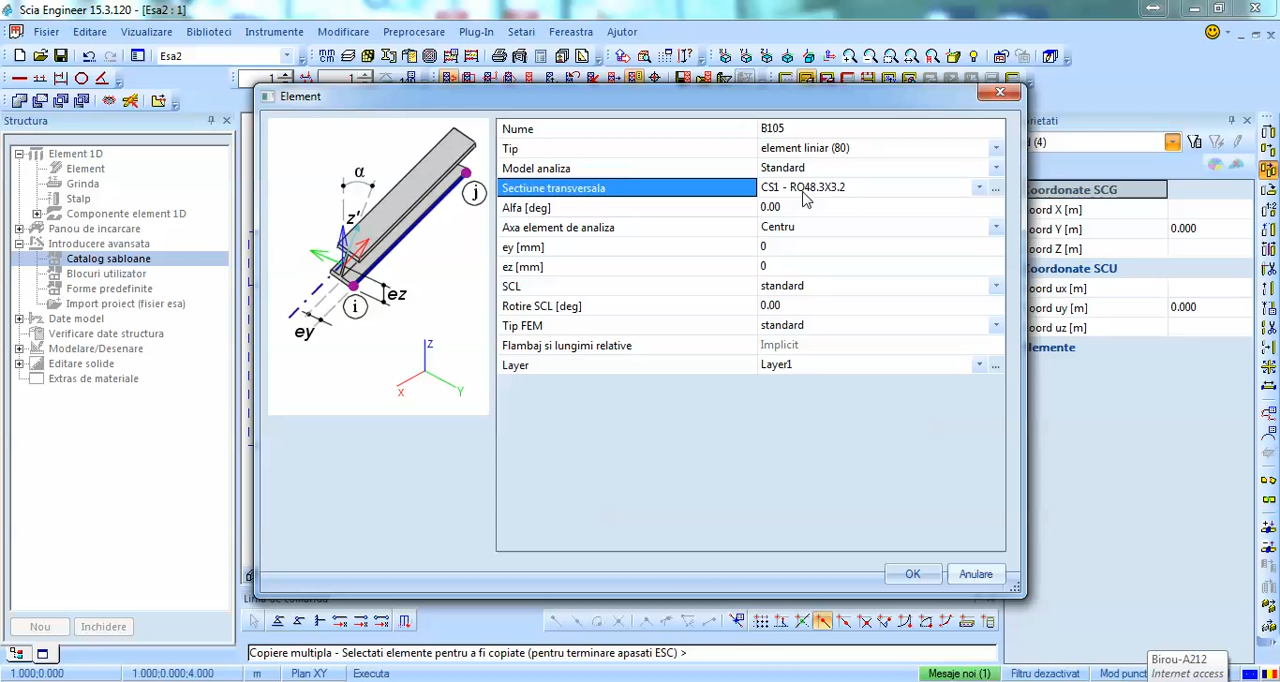 Scia Engineer 15.3.120 - [Esa2 : 1]
Fisier Editare Vizualizare Biblioteci Instrumente Modificare Preprocesare Plug-In Setari Fereastra Ajutor
Esa2
Structura
Element 1D
Element
Grinda
Stalp
Componente element 1D
Panou de incarcare
Introducere avansata
Catalog sabloane
Blocuri utilizator
Forme predefinite
Import proiect (fisier esa)
Date model
Verificare date structura
Modelare/Desenare
Editare solide
Extras de materiale
Nou Inchidere
Element
α
z'
j
i
ez
ey
Z
X
Y
Nume B105
Tip element liniar (80)
Model analiza Standard
Sectiune transversala CS1 - RO48.3X3.2
Alfa [deg] 0.00
Axa element de analiza Centru
ey [mm] 0
ez [mm] 0
SCL standard
Rotire SCL [deg] 0.00
Tip FEM standard
Flambaj si lungimi relative Implicit
Layer Layer1
OK Anulare
(4)
Coordonate SCG
oord X [m]
oord Y [m] 0.000
oord Z [m]
Coordonate SCU
oord ux [m]
oord uy [m] 0.000
oord uz [m]
Copiere multipla - Selectati elemente pentru a fi copiate (pentru terminare apasati ESC) >
1.000;0.000 1.000;0.000;4.000 m Plan XY Executa Mesaje noi (1) Filtru dezactivat Mod punct
Birou-A212
Internet access